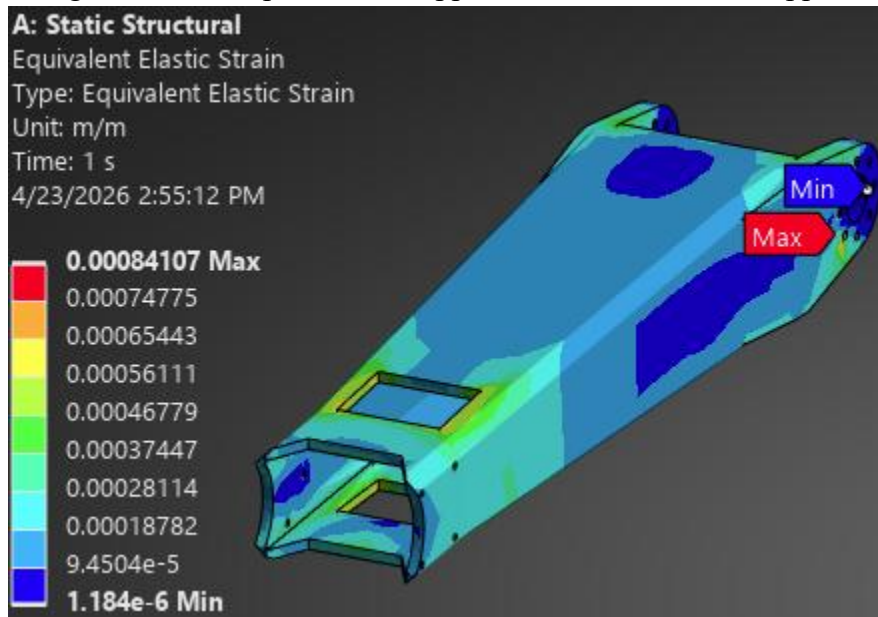 A: Static Structural
Equivalent Elastic Strain
Type: Equivalent Elastic Strain
Unit: m/m
Time: 1 s
4/23/2026 2:55:12 PM
0.00084107 Max
0.00074775
0.00065443
0.00056111
0.00046779
0.00037447
0.00028114
0.00018782
9.4504e-5
1.184e-6 Min
Min
Max